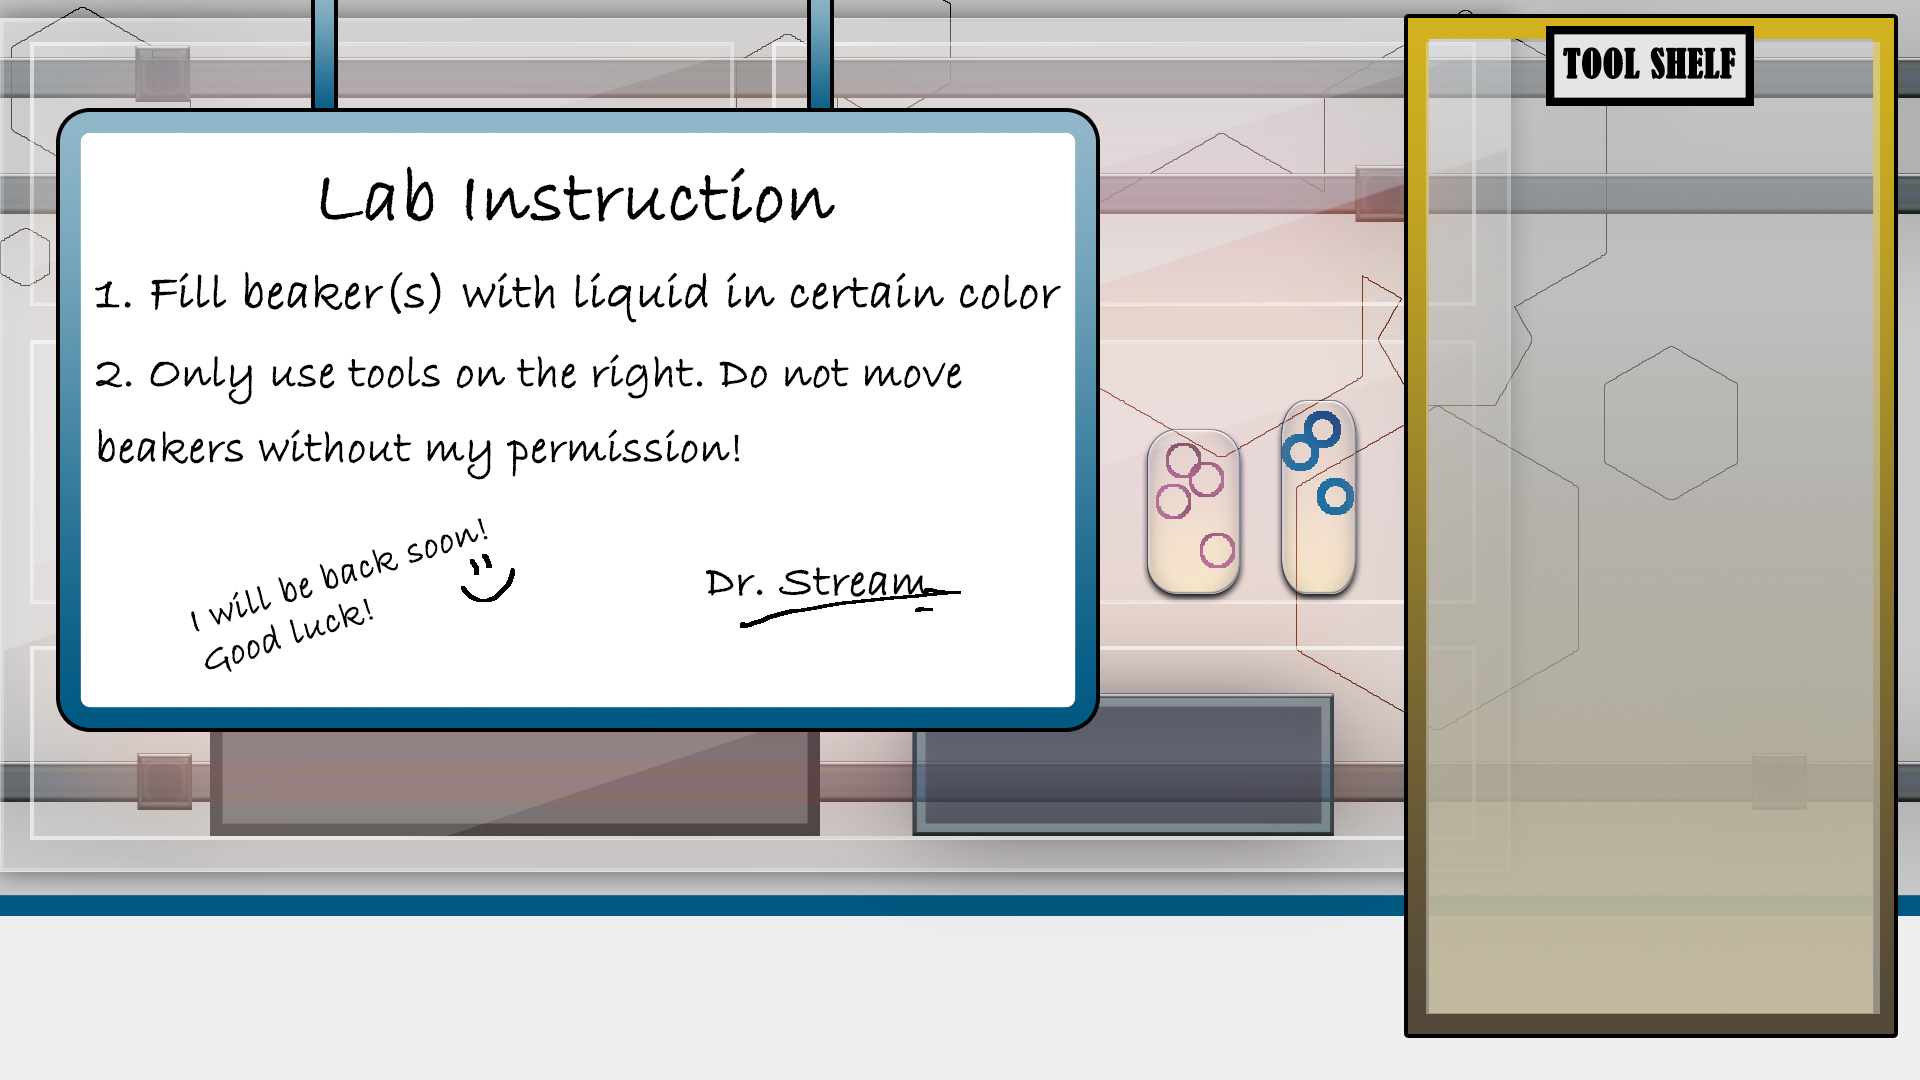 Lab Instruction
1. Fill beaker(s) with liquid in certain color
2. Only use tools on the right. Do not move
beakers without my permission!
I will be back soon!
Good luck!
Dr. Stream
TOOL SHELF